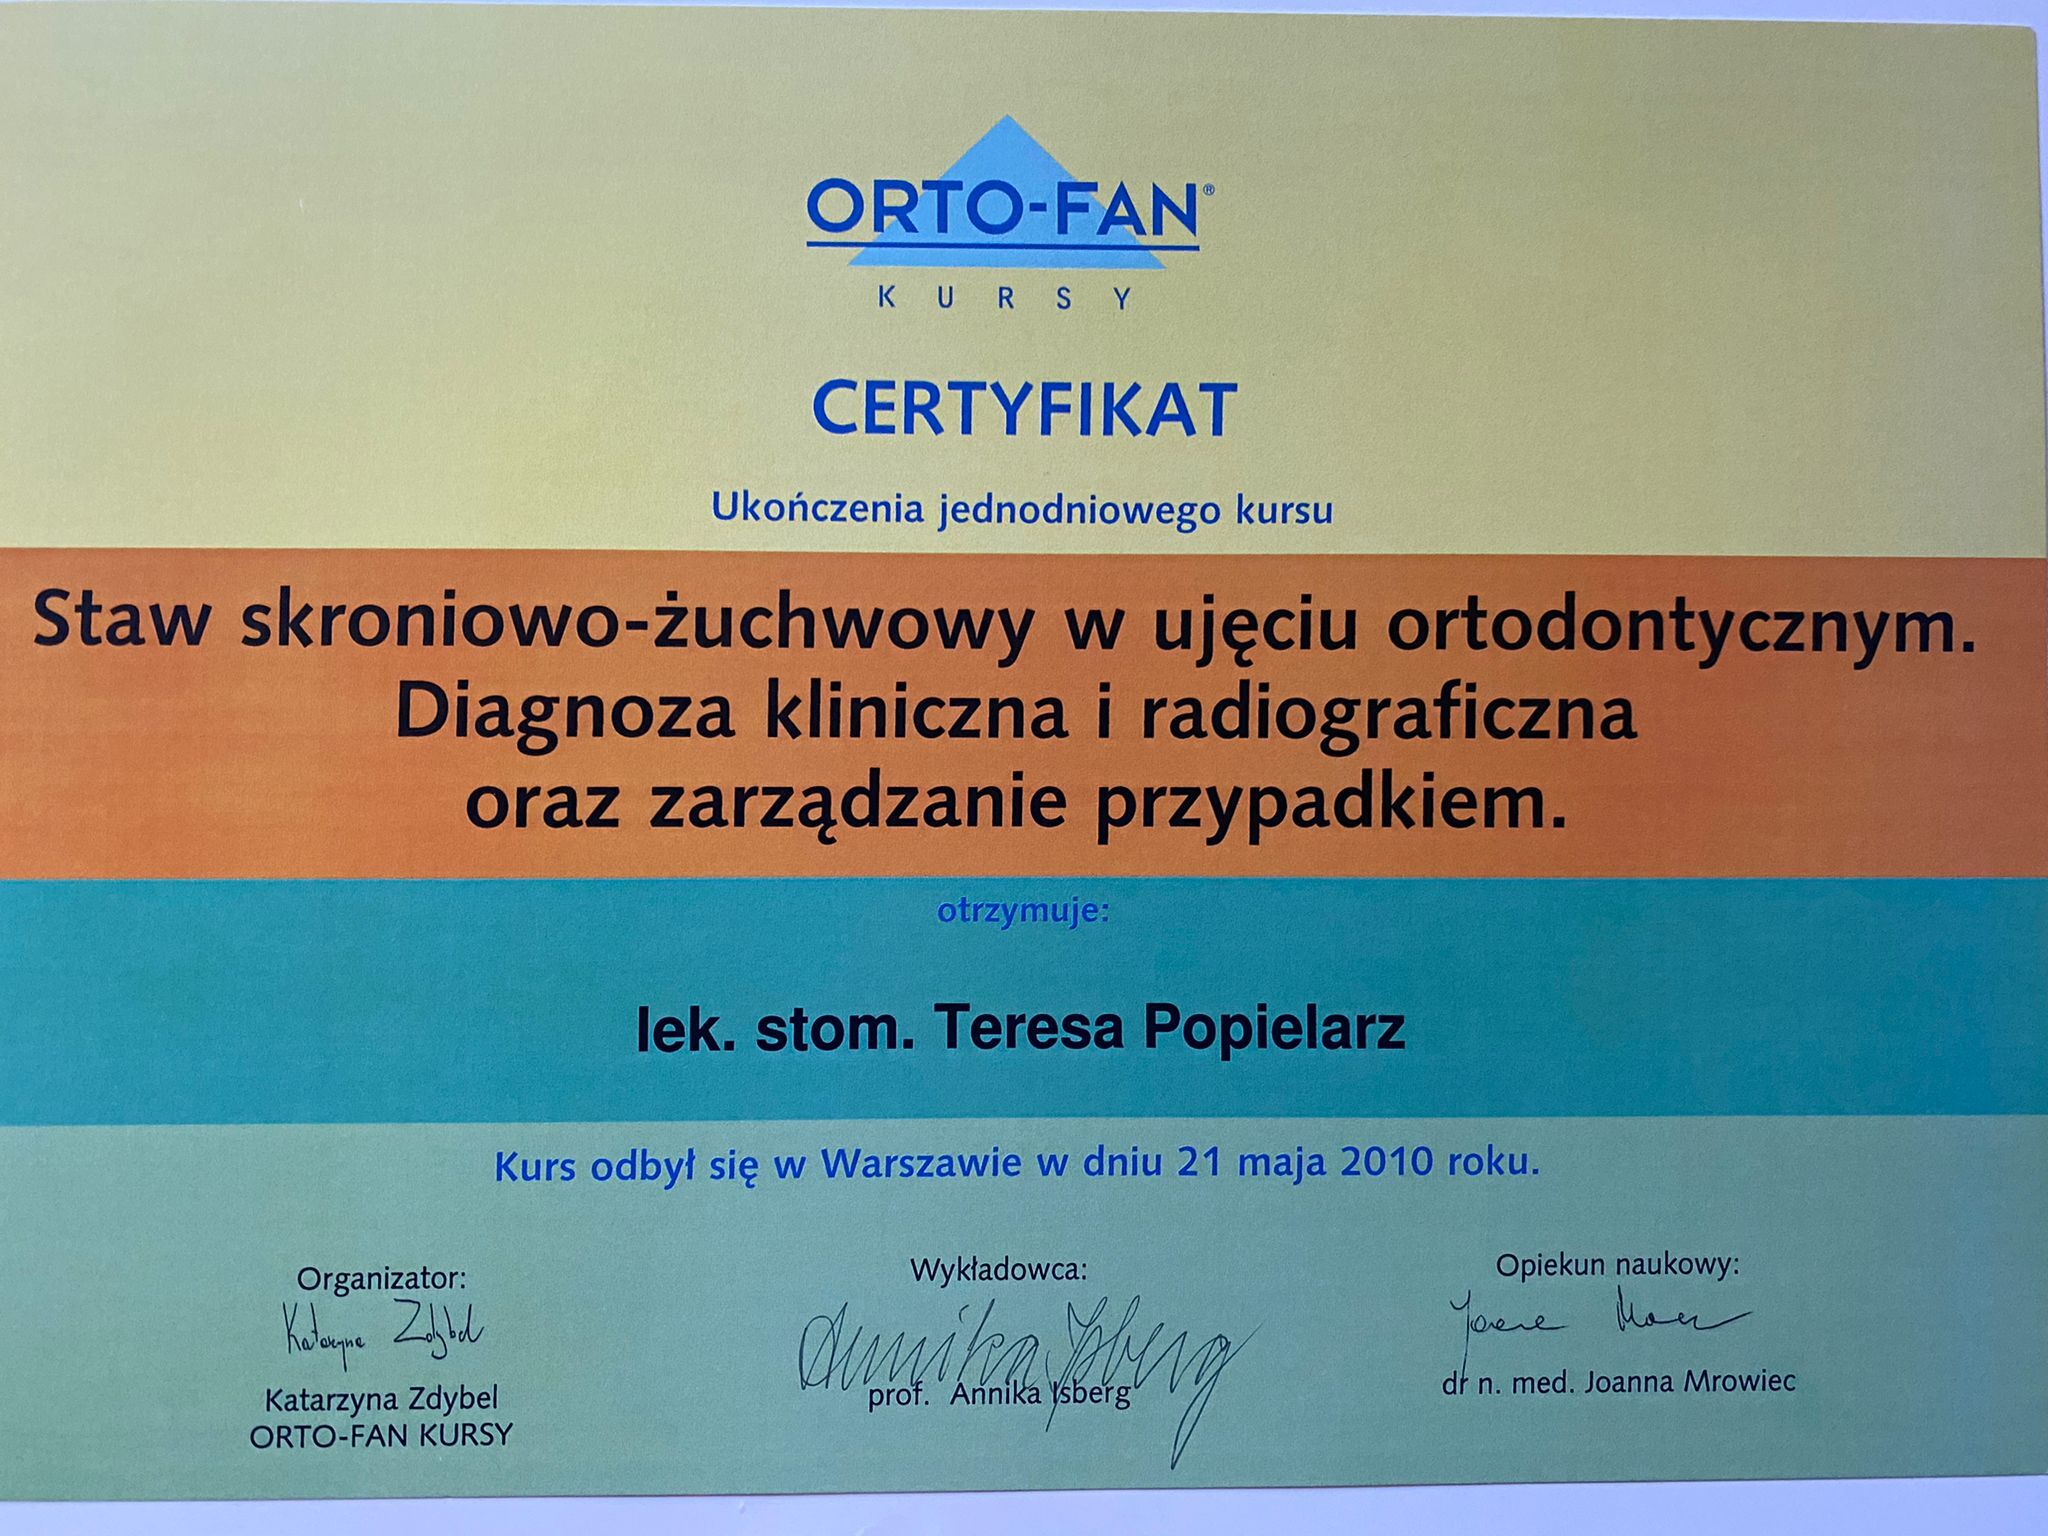 ORTO-FAN®
KURSY
CERTYFIKAT
Ukończenia jednodniowego kursu
Staw skroniowo-żuchwowy w ujęciu ortodontycznym.
Diagnoza kliniczna i radiograficzna
oraz zarządzanie przypadkiem.
otrzymuje:
lek. stom. Teresa Popielarz
Kurs odbył się w Warszawie w dniu 21 maja 2010 roku.
Organizator:
Katarzyna Zdybel
Katarzyna Zdybel
ORTO-FAN KURSY
Wykładowca:
Annika Isberg
prof. Annika Isberg
Opiekun naukowy:
dr n. med. Joanna Mrowiec